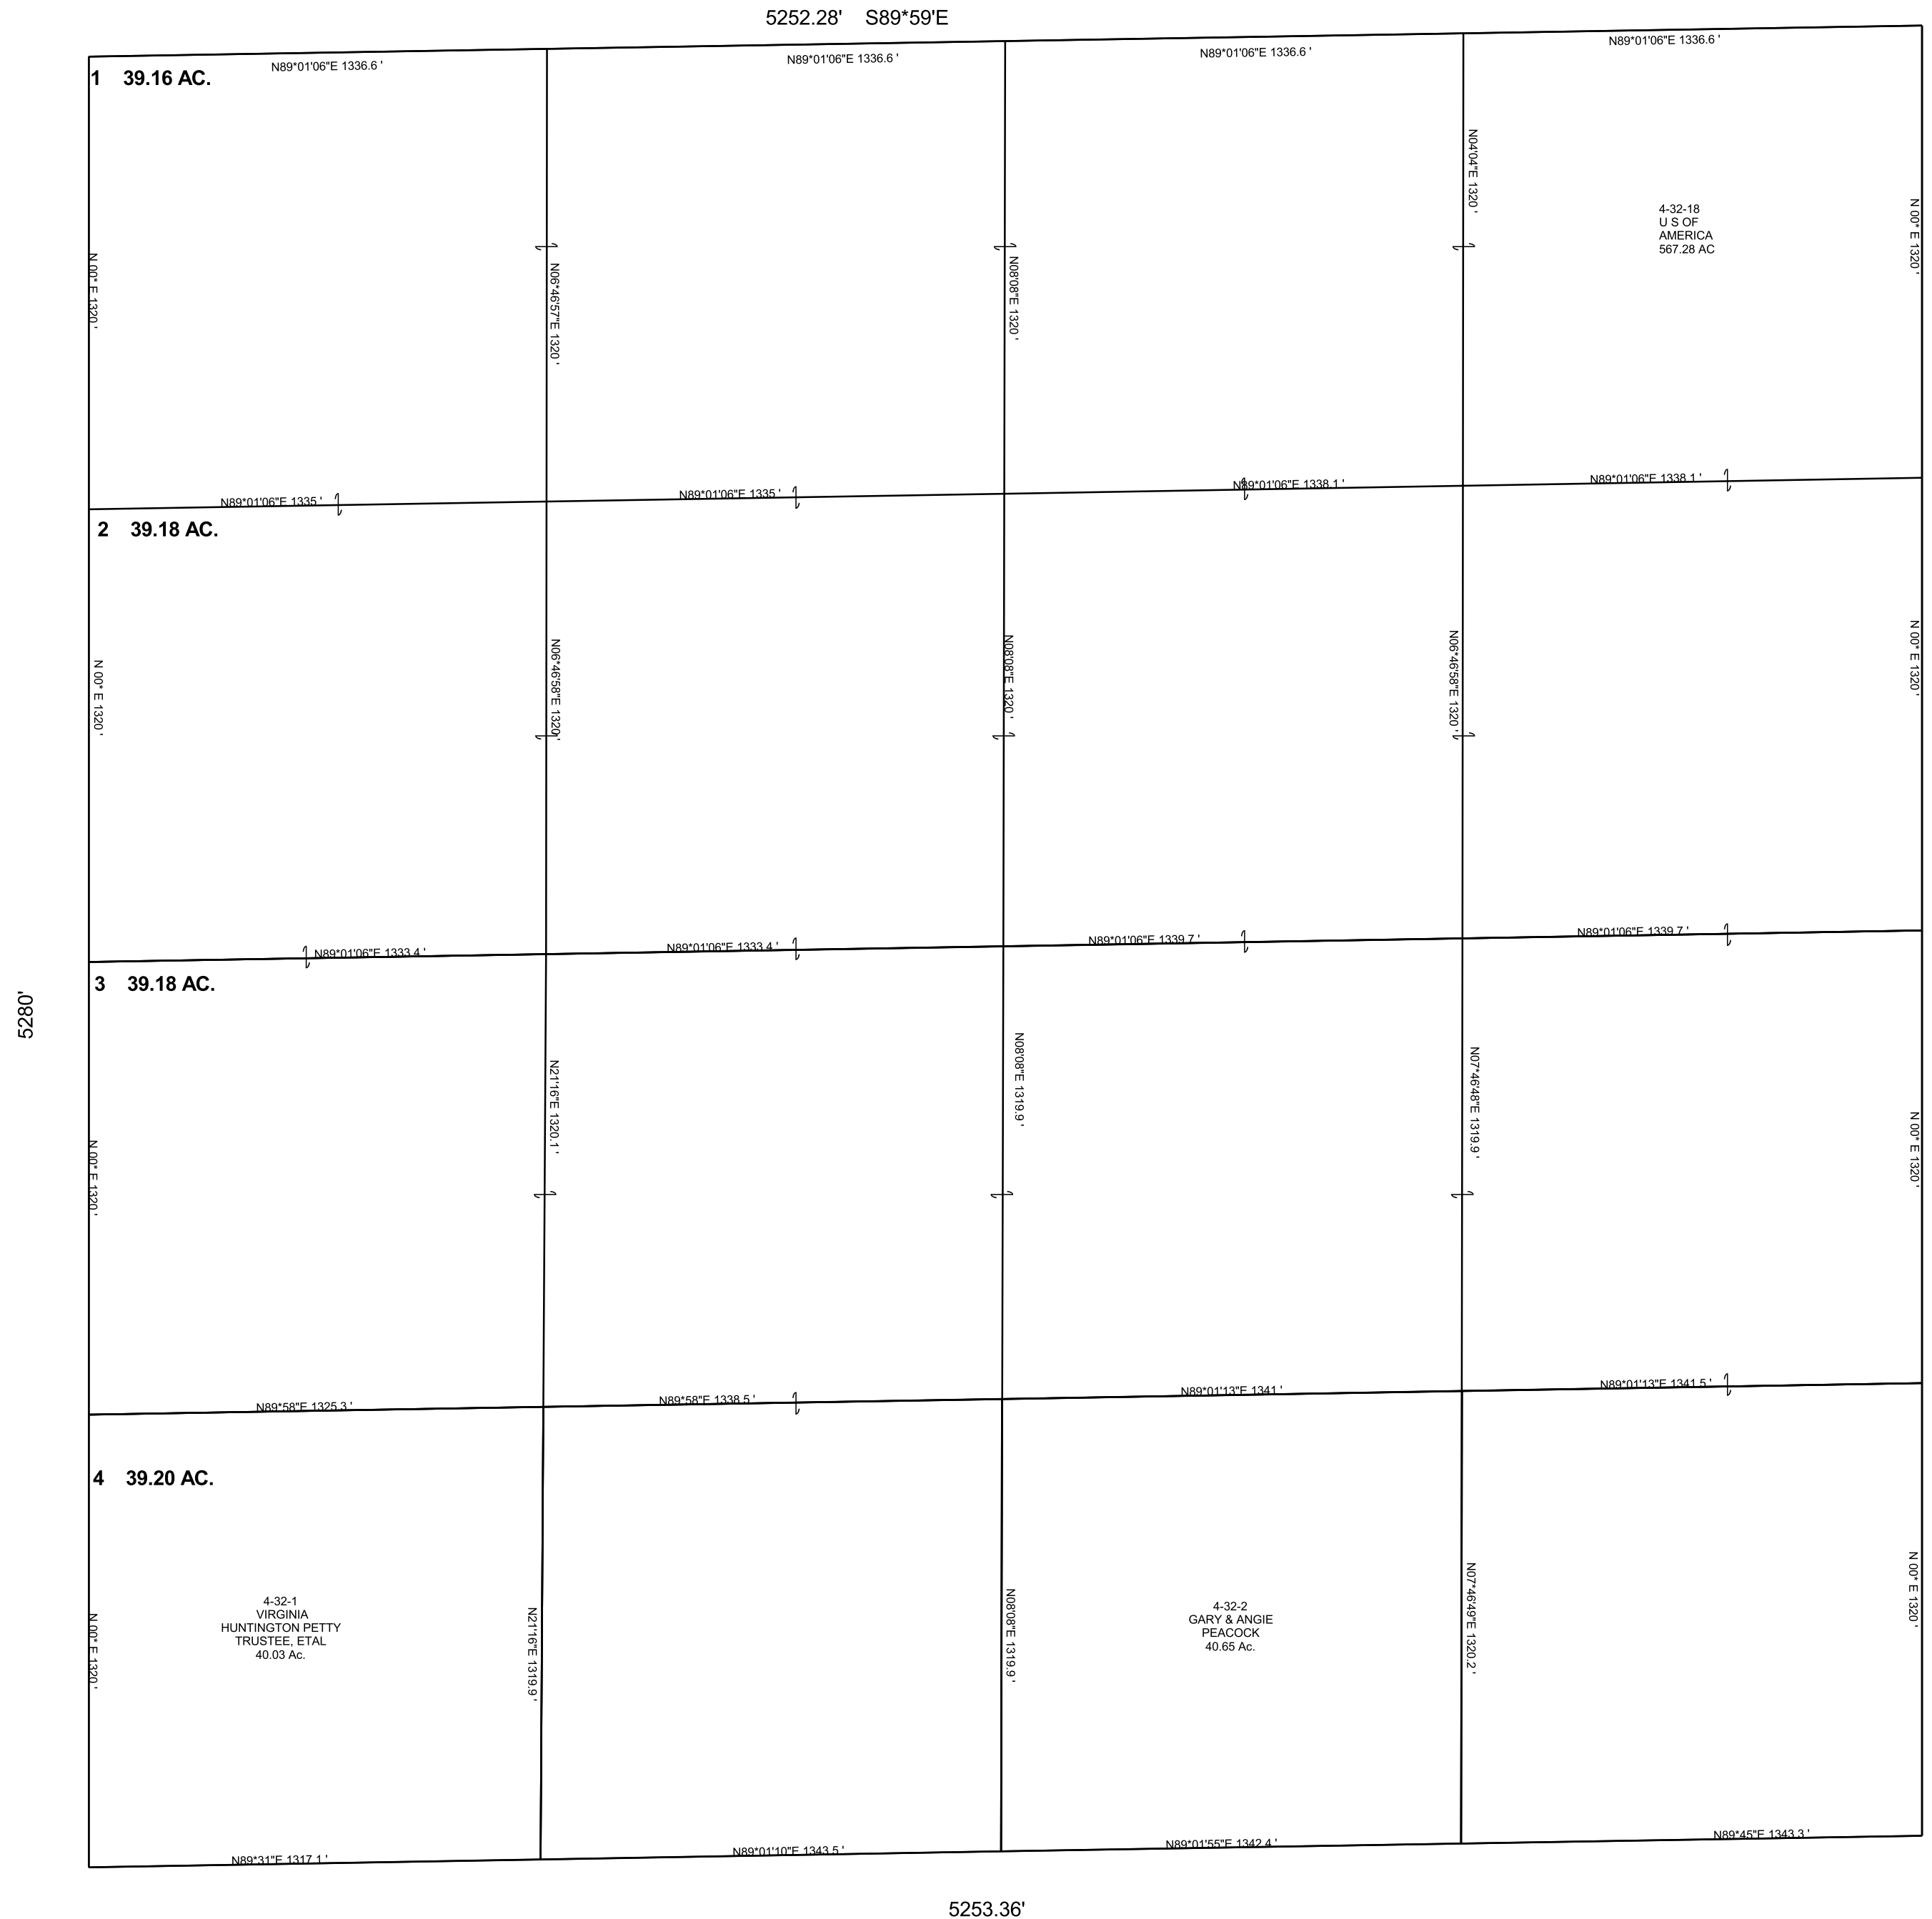 5252.28' S89*59'E
N89*01'06"E 1336.6 '
N89*01'06"E 1336.6 '
N89*01'06"E 1336.6 '
N89*01'06"E 1336.6 '
1 39.16 AC.
N 00* E 1320 '
N06*46'57"E 1320 '
N08'08"E 1320 '
N04'04"E 1320 '
4-32-18
U S OF
AMERICA
567.28 AC
N 00* E 1320 '
N89*01'06"E 1335 '
N89*01'06"E 1335 '
N89*01'06"E 1338.1 '
N89*01'06"E 1338.1 '
2 39.18 AC.
N 00* E 1320 '
N06*46'58"E 1320 '
N08'08"E 1320 '
N06*46'58"E 1320 '
N 00* E 1320 '
N89*01'06"E 1333.4 '
N89*01'06"E 1333.4 '
N89*01'06"E 1339.7 '
N89*01'06"E 1339.7 '
3 39.18 AC.
5280'
N 00* E 1320 '
N21'16"E 1320.1 '
N08'08"E 1319.9 '
N07*46'48"E 1319.9 '
N 00* E 1320 '
N89*58"E 1325.3 '
N89*58"E 1338.5 '
N89*01'13"E 1341 '
N89*01'13"E 1341.5 '
4 39.20 AC.
N 00* E 1320 '
4-32-1
VIRGINIA
HUNTINGTON PETTY
TRUSTEE, ETAL
40.03 Ac.
N21'16"E 1319.9 '
N08'08"E 1319.9 '
4-32-2
GARY & ANGIE
PEACOCK
40.65 Ac.
N07*46'49"E 1320.2 '
N 00* E 1320 '
N89*31"E 1317.1 '
N89*01'10"E 1343.5 '
N89*01'55"E 1342.4 '
N89*45"E 1343.3 '
5253.36'